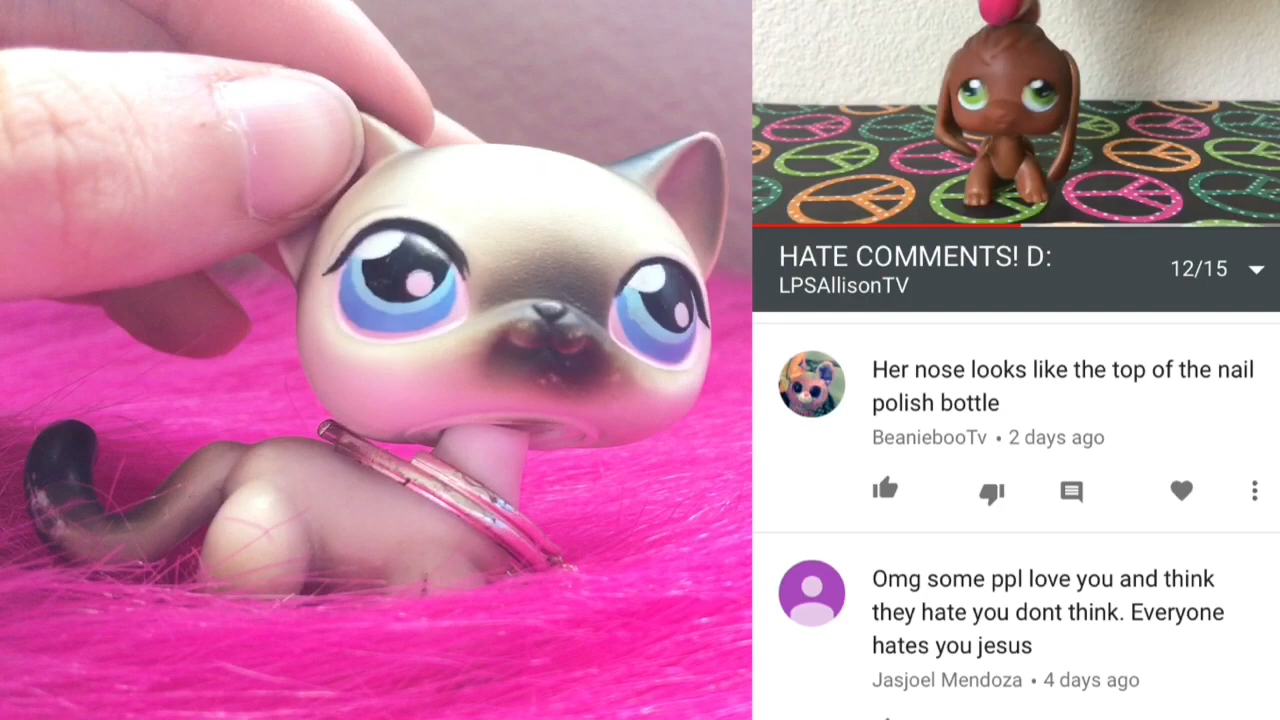 HATE COMMENTS! D:
LPSAllisonTV
12/15
Her nose looks like the top of the nail
polish bottle
BeaniebooTv • 2 days ago
Omg some ppl love you and think
they hate you dont think. Everyone
hates you jesus
Jasjoel Mendoza • 4 days ago